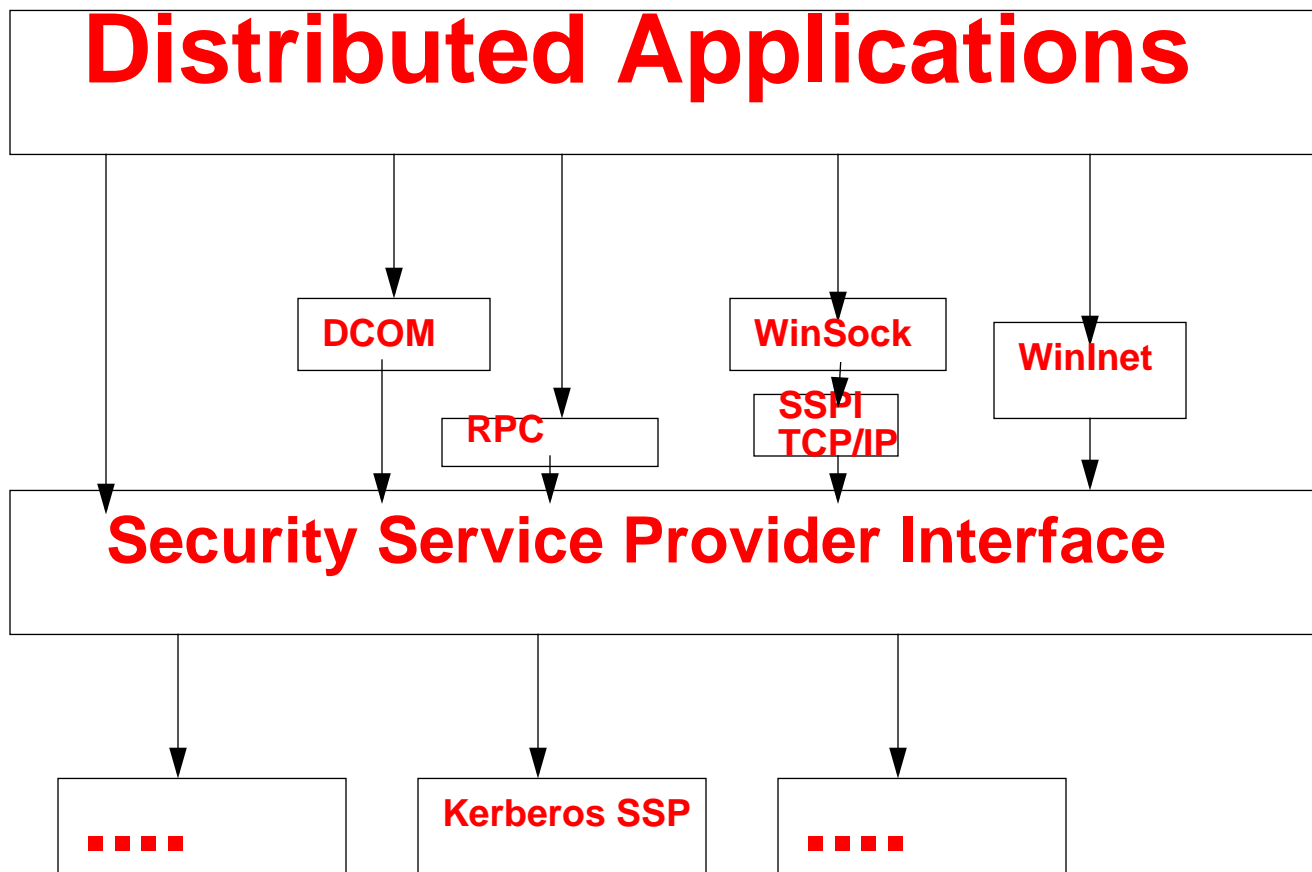 Distributed Applications
DCOM
WinSock
WinInet
RPC
SSPI
TCP/IP
Security Service Provider Interface
....
Kerberos SSP
....